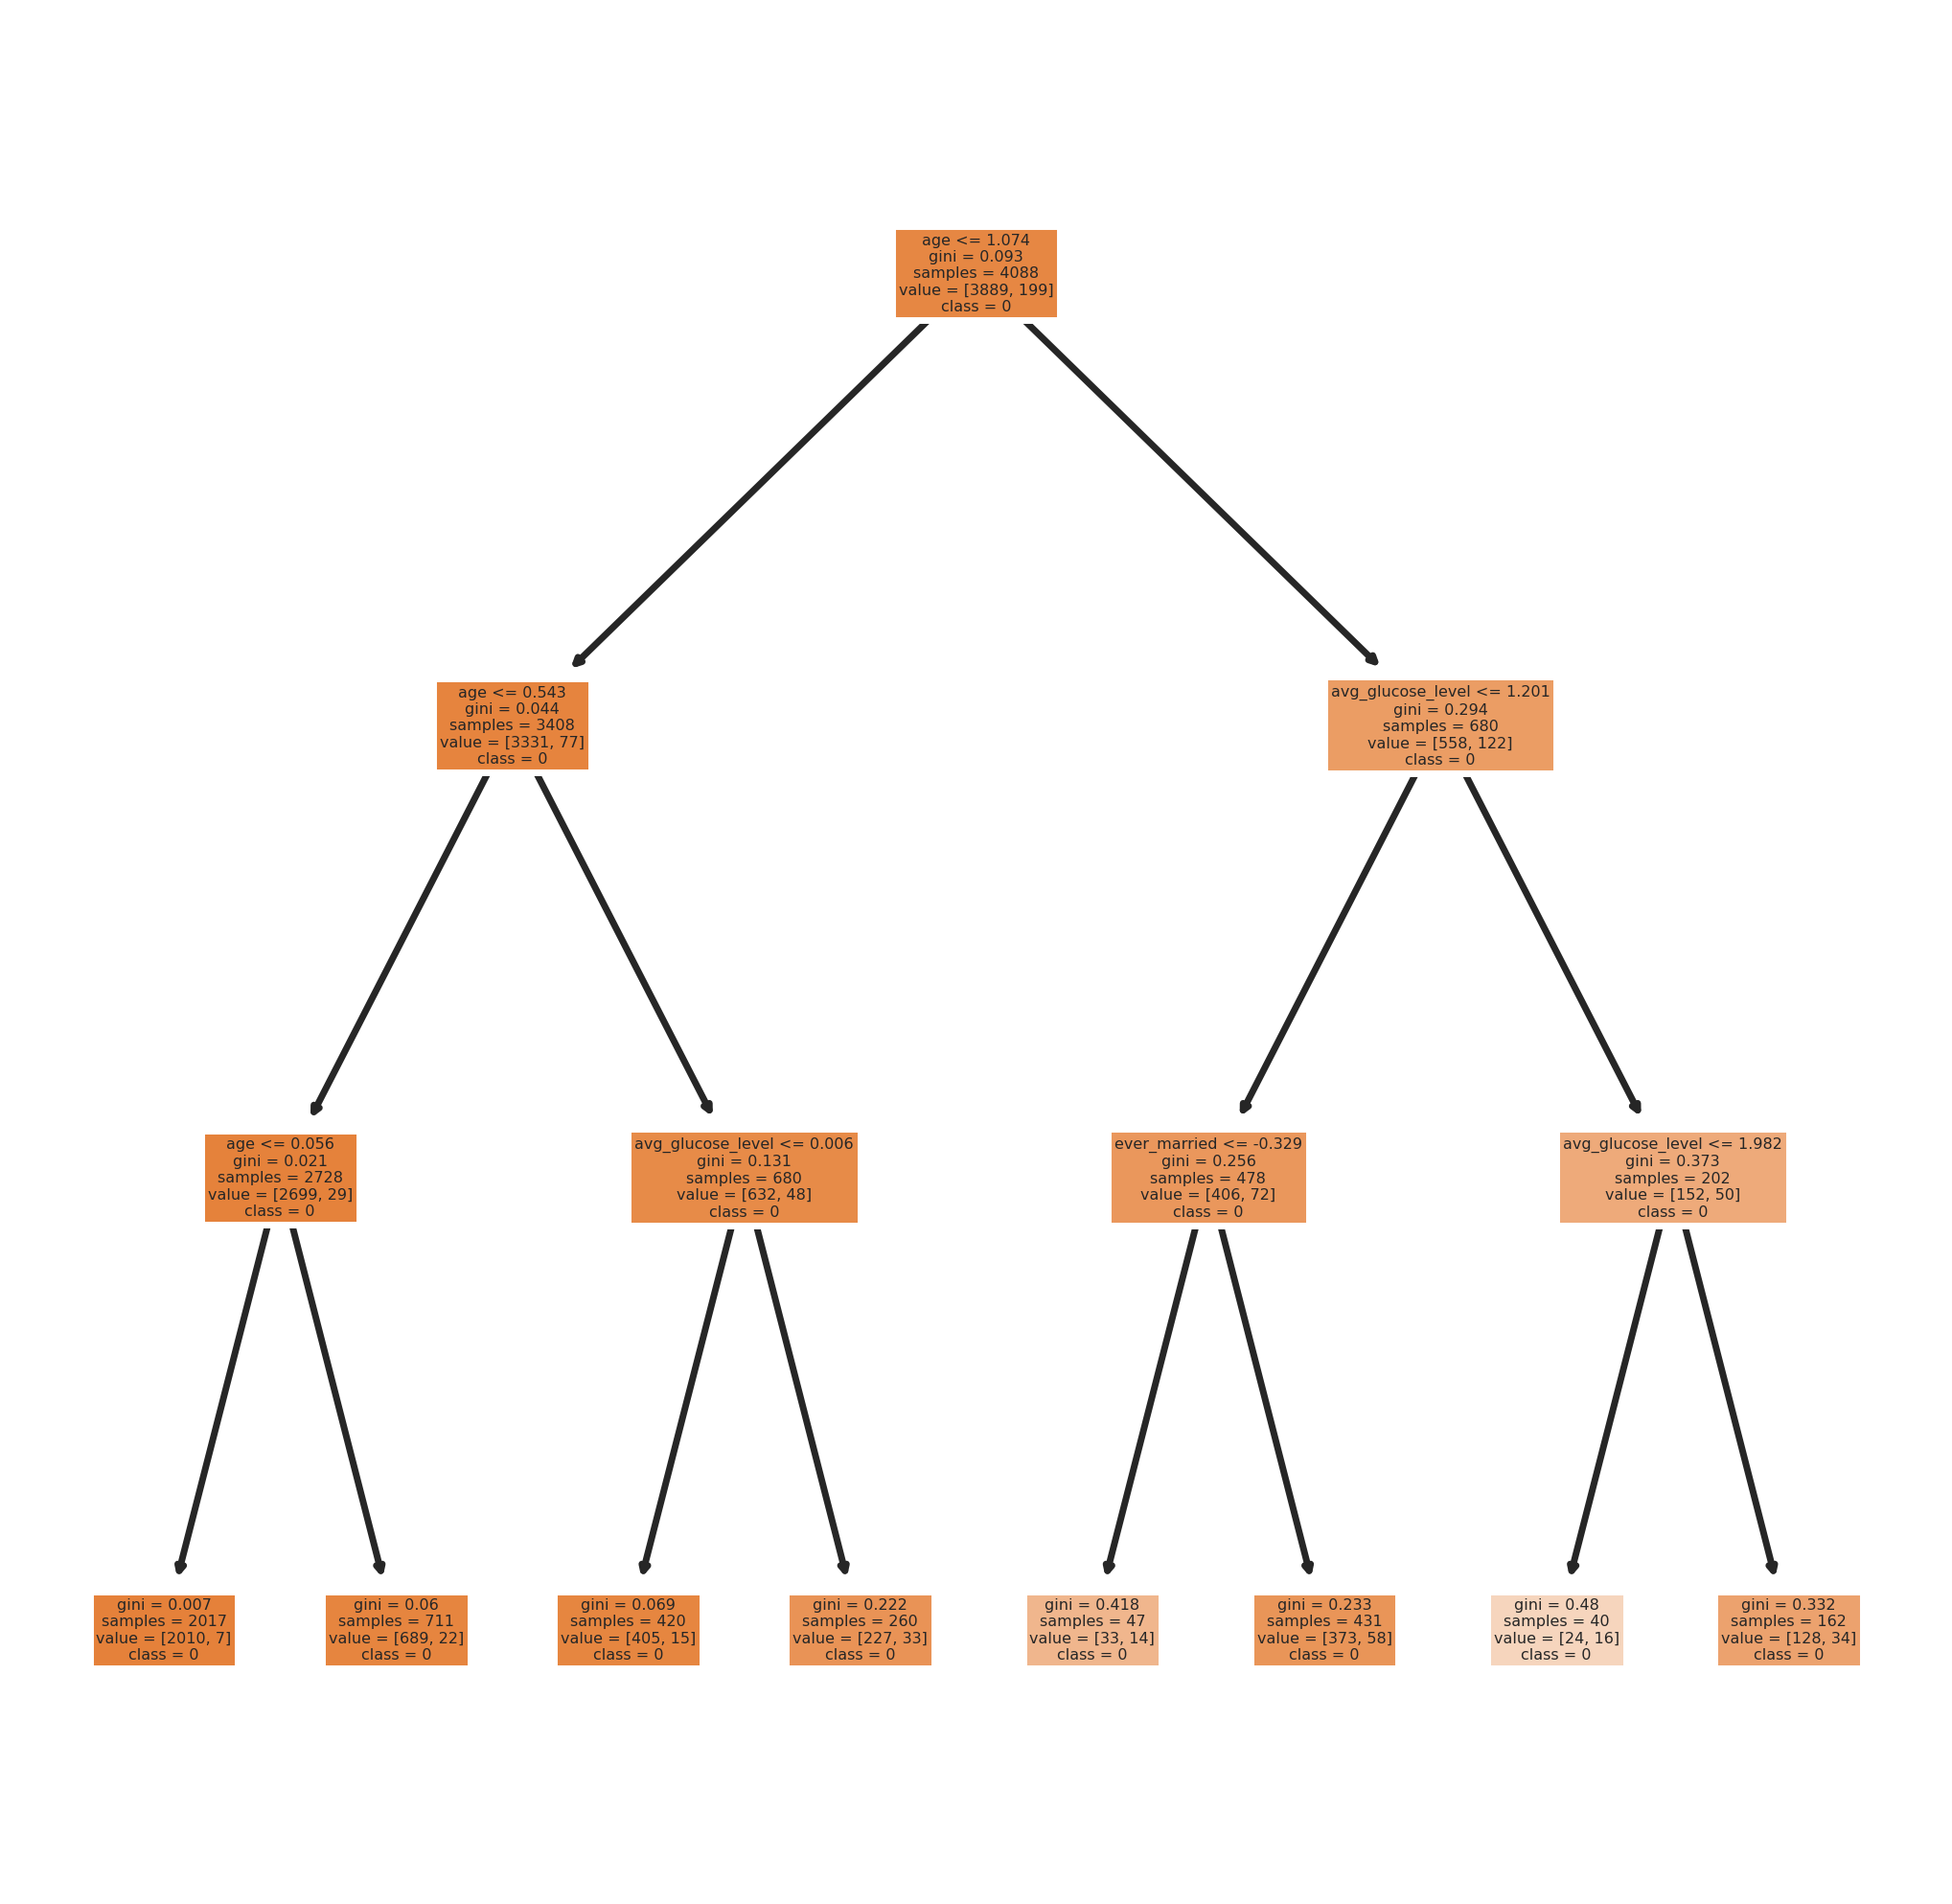 age <= 1.074
gini = 0.093
samples = 4088
value = [3889, 199]
class = 0
age <= 0.543
gini = 0.044
samples = 3408
value = [3331, 77]
class = 0
avg_glucose_level <= 1.201
gini = 0.294
samples = 680
value = [558, 122]
class = 0
age <= 0.056
gini = 0.021
samples = 2728
value = [2699, 29]
class = 0
avg_glucose_level <= 0.006
gini = 0.131
samples = 680
value = [632, 48]
class = 0
ever_married <= -0.329
gini = 0.256
samples = 478
value = [406, 72]
class = 0
avg_glucose_level <= 1.982
gini = 0.373
samples = 202
value = [152, 50]
class = 0
gini = 0.007
samples = 2017
value = [2010, 7]
class = 0
gini = 0.06
samples = 711
value = [689, 22]
class = 0
gini = 0.069
samples = 420
value = [405, 15]
class = 0
gini = 0.222
samples = 260
value = [227, 33]
class = 0
gini = 0.418
samples = 47
value = [33, 14]
class = 0
gini = 0.233
samples = 431
value = [373, 58]
class = 0
gini = 0.48
samples = 40
value = [24, 16]
class = 0
gini = 0.332
samples = 162
value = [128, 34]
class = 0